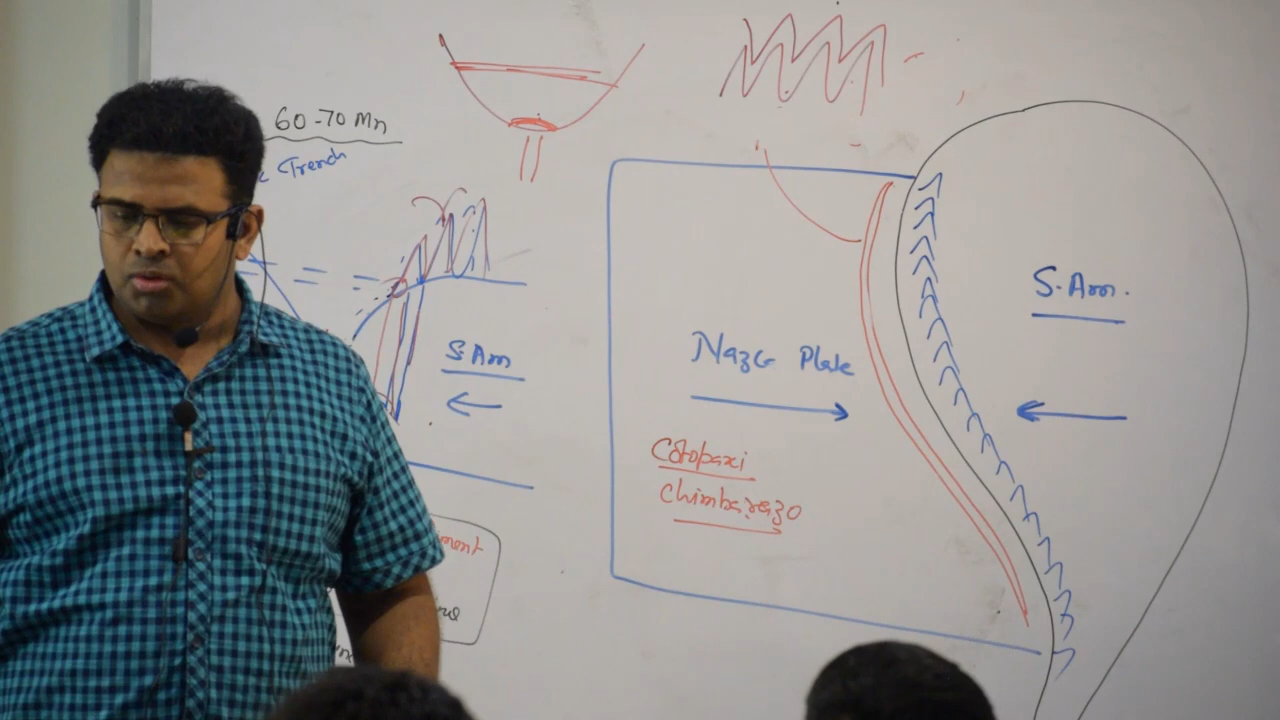 60-70 Mn
Trench
S.Am
S.Am.
Nazca Plate
Cotopaxi
Chimborazo